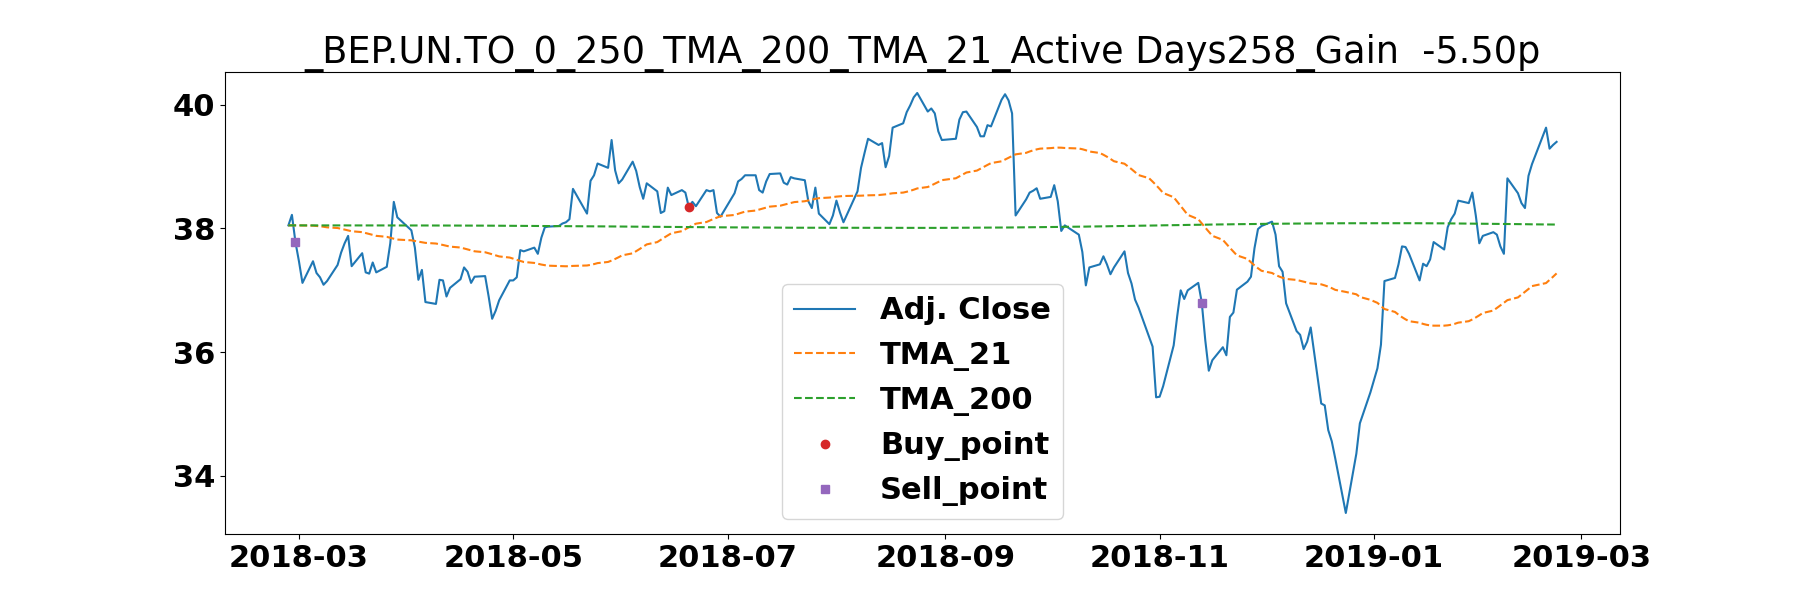 _BEP.UN.TO_0_250_TMA_200_TMA_21_Active Days258_Gain  -5.50p
40
38
36
34
Adj. Close
TMA_21
TMA_200
Buy_point
Sell_point
2018-03 2018-05 2018-07 2018-09 2018-11 2019-01 2019-03